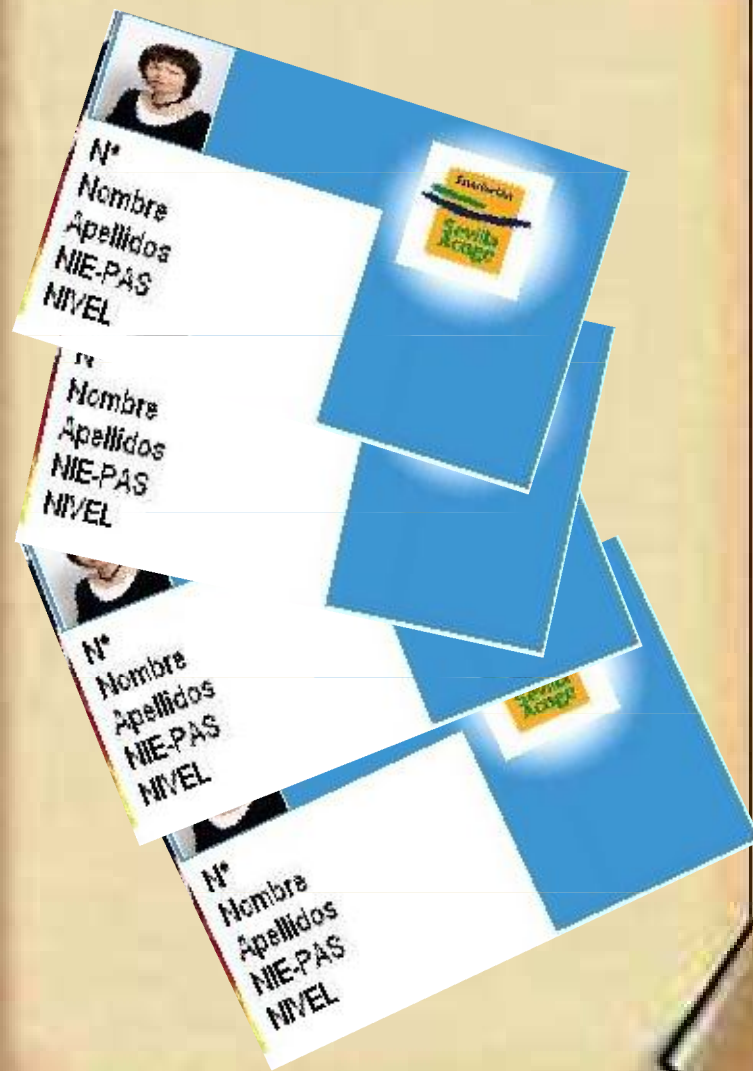 Nº
Nombre
Apellidos
NIE-PAS
NIVEL
Fundación
Sevilla
Acoge
Nombre
Apellidos
NIE-PAS
NIVEL
Nº
Nombre
Apellidos
NIE-PAS
NIVEL
Sevilla
Acoge
Nº
Nombre
Apellidos
NIE-PAS
NIVEL